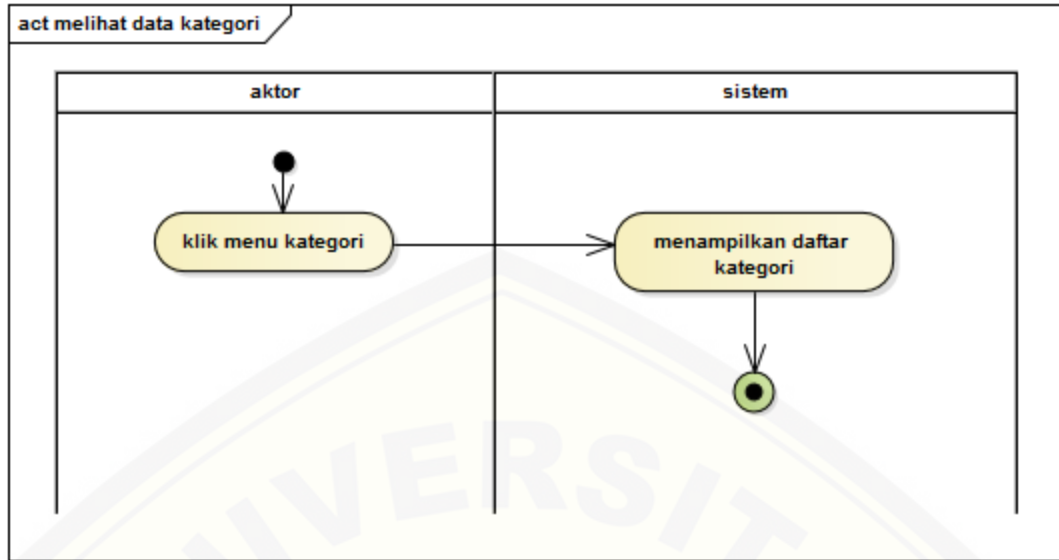 act melihat data kategori
aktor
sistem
klik menu kategori
menampilkan daftar
kategori